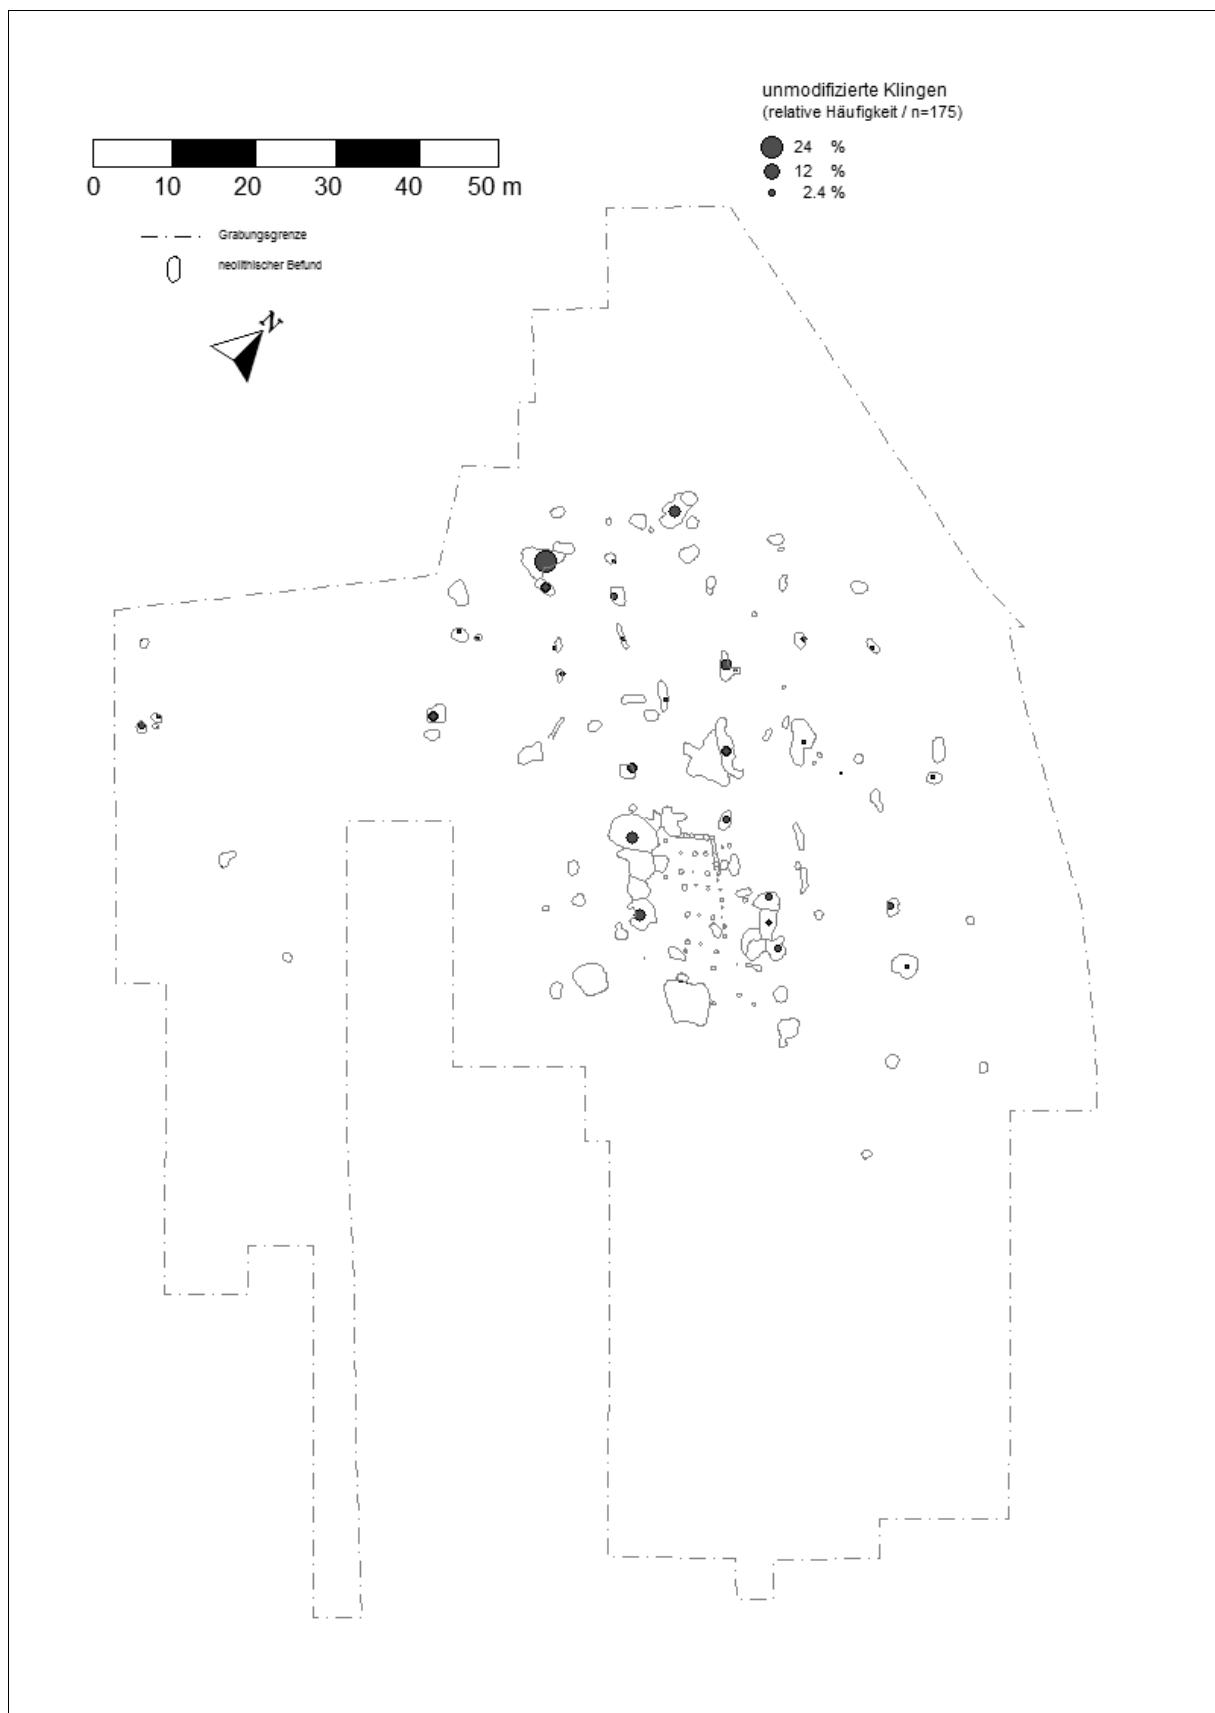 unmodifizierte Klingen
(relative Häufigkeit / n=175)
24 %
12 %
2.4 %
0 10 20 30 40 50 m
Grabungsgrenze
neolithischer Befund
N